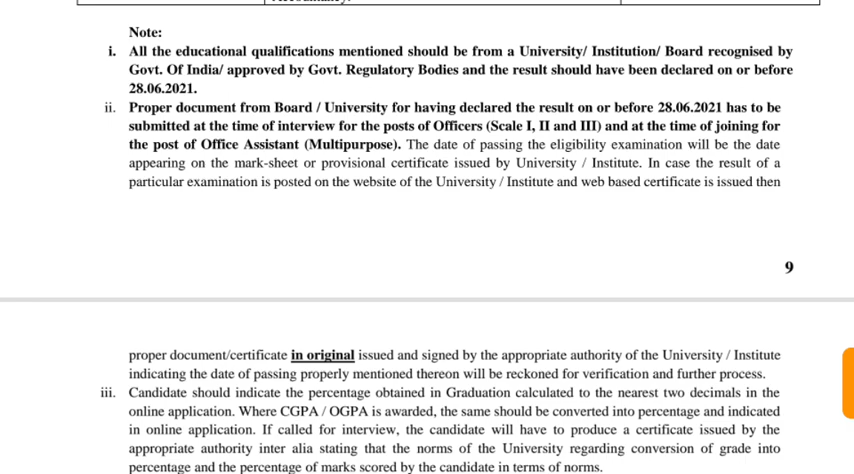 Note:
i. All the educational qualifications mentioned should be from a University/ Institution/ Board recognised by
Govt. Of India/ approved by Govt. Regulatory Bodies and the result should have been declared on or before
28.06.2021.
ii. Proper document from Board / University for having declared the result on or before 28.06.2021 has to be
submitted at the time of interview for the posts of Officers (Scale I, II and III) and at the time of joining for
the post of Office Assistant (Multipurpose). The date of passing the eligibility examination will be the date
appearing on the mark-sheet or provisional certificate issued by University / Institute. In case the result of a
particular examination is posted on the website of the University / Institute and web based certificate is issued then
9
proper document/certificate in original issued and signed by the appropriate authority of the University / Institute
indicating the date of passing properly mentioned thereon will be reckoned for verification and further process.
iii. Candidate should indicate the percentage obtained in Graduation calculated to the nearest two decimals in the
online application. Where CGPA / OGPA is awarded, the same should be converted into percentage and indicated
in online application. If called for interview, the candidate will have to produce a certificate issued by the
appropriate authority inter alia stating that the norms of the University regarding conversion of grade into
percentage and the percentage of marks scored by the candidate in terms of norms.